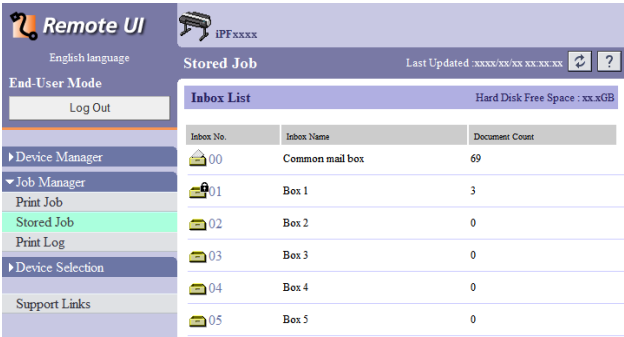 Remote UI
iPFxxxx
English language
End-User Mode
Log Out
Device Manager
Job Manager
Print Job
Stored Job
Print Log
Device Selection
Support Links
Stored Job
Last Updated :xxxx/xx/xx xx:xx:xx
?
Inbox List
Hard Disk Free Space : xx.xGB
Inbox No. Inbox Name Document Count
00 Common mail box 69
01 Box 1 3
02 Box 2 0
03 Box 3 0
04 Box 4 0
05 Box 5 0